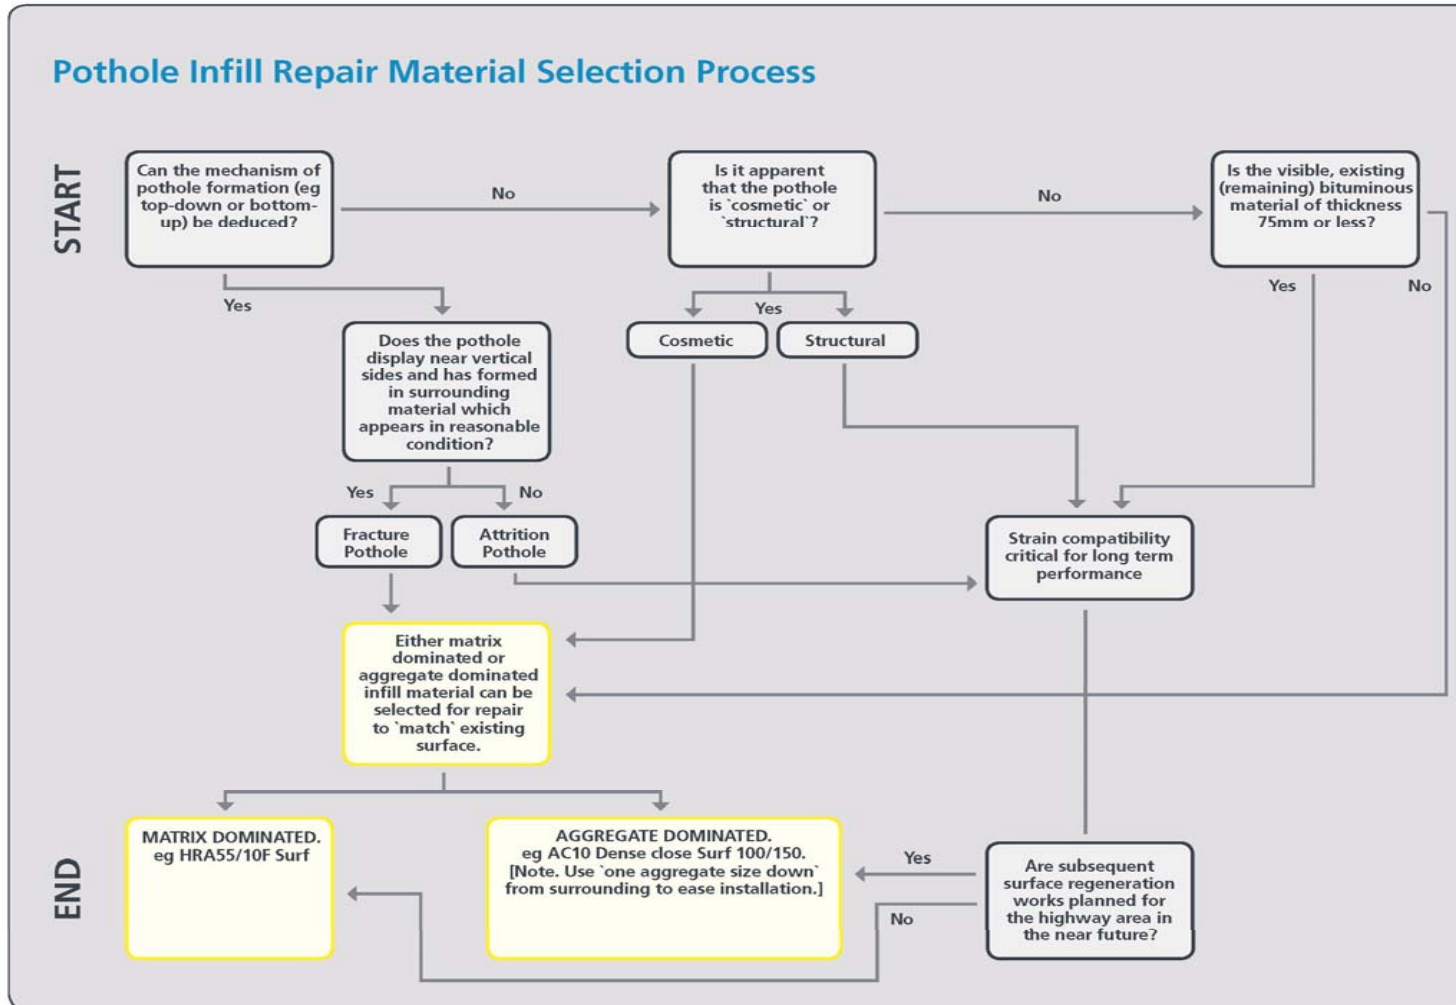 Pothole Infill Repair Material Selection Process
START
Can the mechanism of
pothole formation (eg
top-down or bottom-
up) be deduced?
No
Is it apparent
that the pothole
is `cosmetic` or
`structural`?
No
Is the visible, existing
(remaining) bituminous
material of thickness
75mm or less?
Yes
Yes
Yes
No
Does the pothole
display near vertical
sides and has formed
in surrounding
material which
appears in reasonable
condition?
Cosmetic
Structural
Yes
No
Fracture
Pothole
Attrition
Pothole
Strain compatibility
critical for long term
performance
Either matrix
dominated or
aggregate dominated
infill material can be
selected for repair
to `match` existing
surface.
END
MATRIX DOMINATED.
eg HRA55/10F Surf
AGGREGATE DOMINATED.
eg AC10 Dense close Surf 100/150.
[Note. Use `one aggregate size down`
from surrounding to ease installation.]
Yes
No
Are subsequent
surface regeneration
works planned for
the highway area in
the near future?